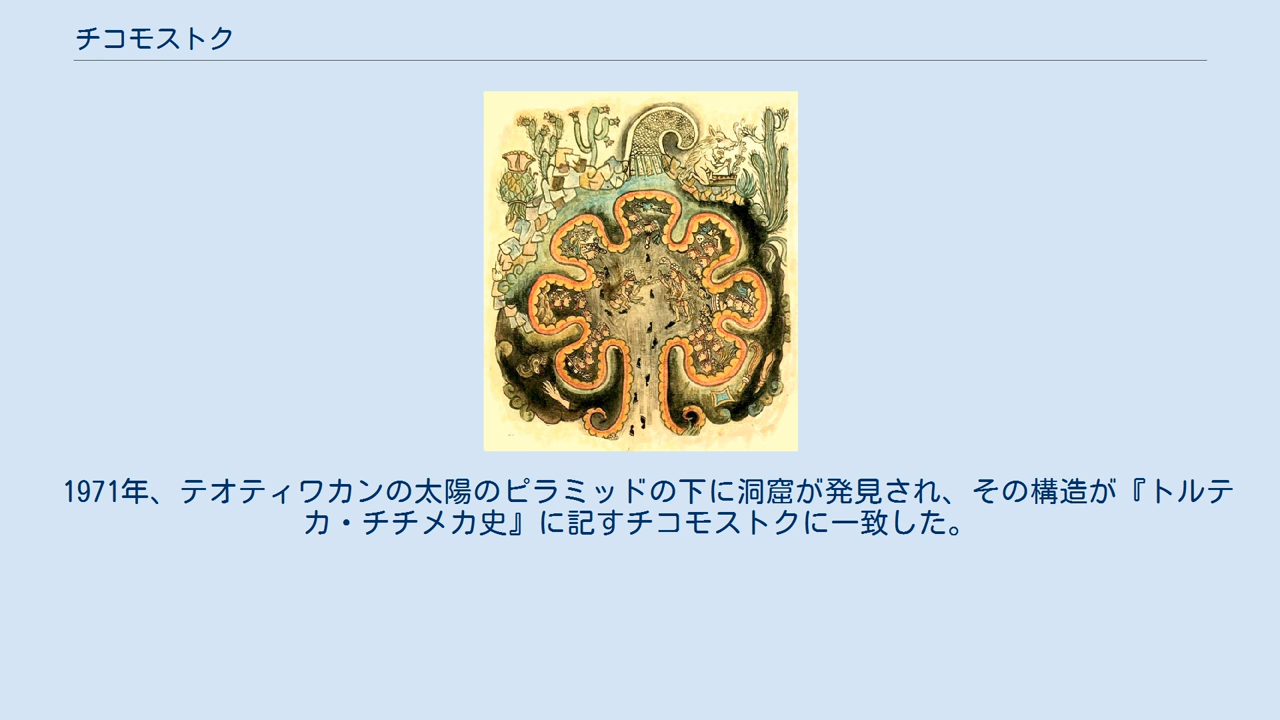 チコモストク
1971年、テオティワカンの太陽のピラミッドの下に洞窟が発見され、その構造が『トルテ
カ・チチメカ史』に記すチコモストクに一致した。